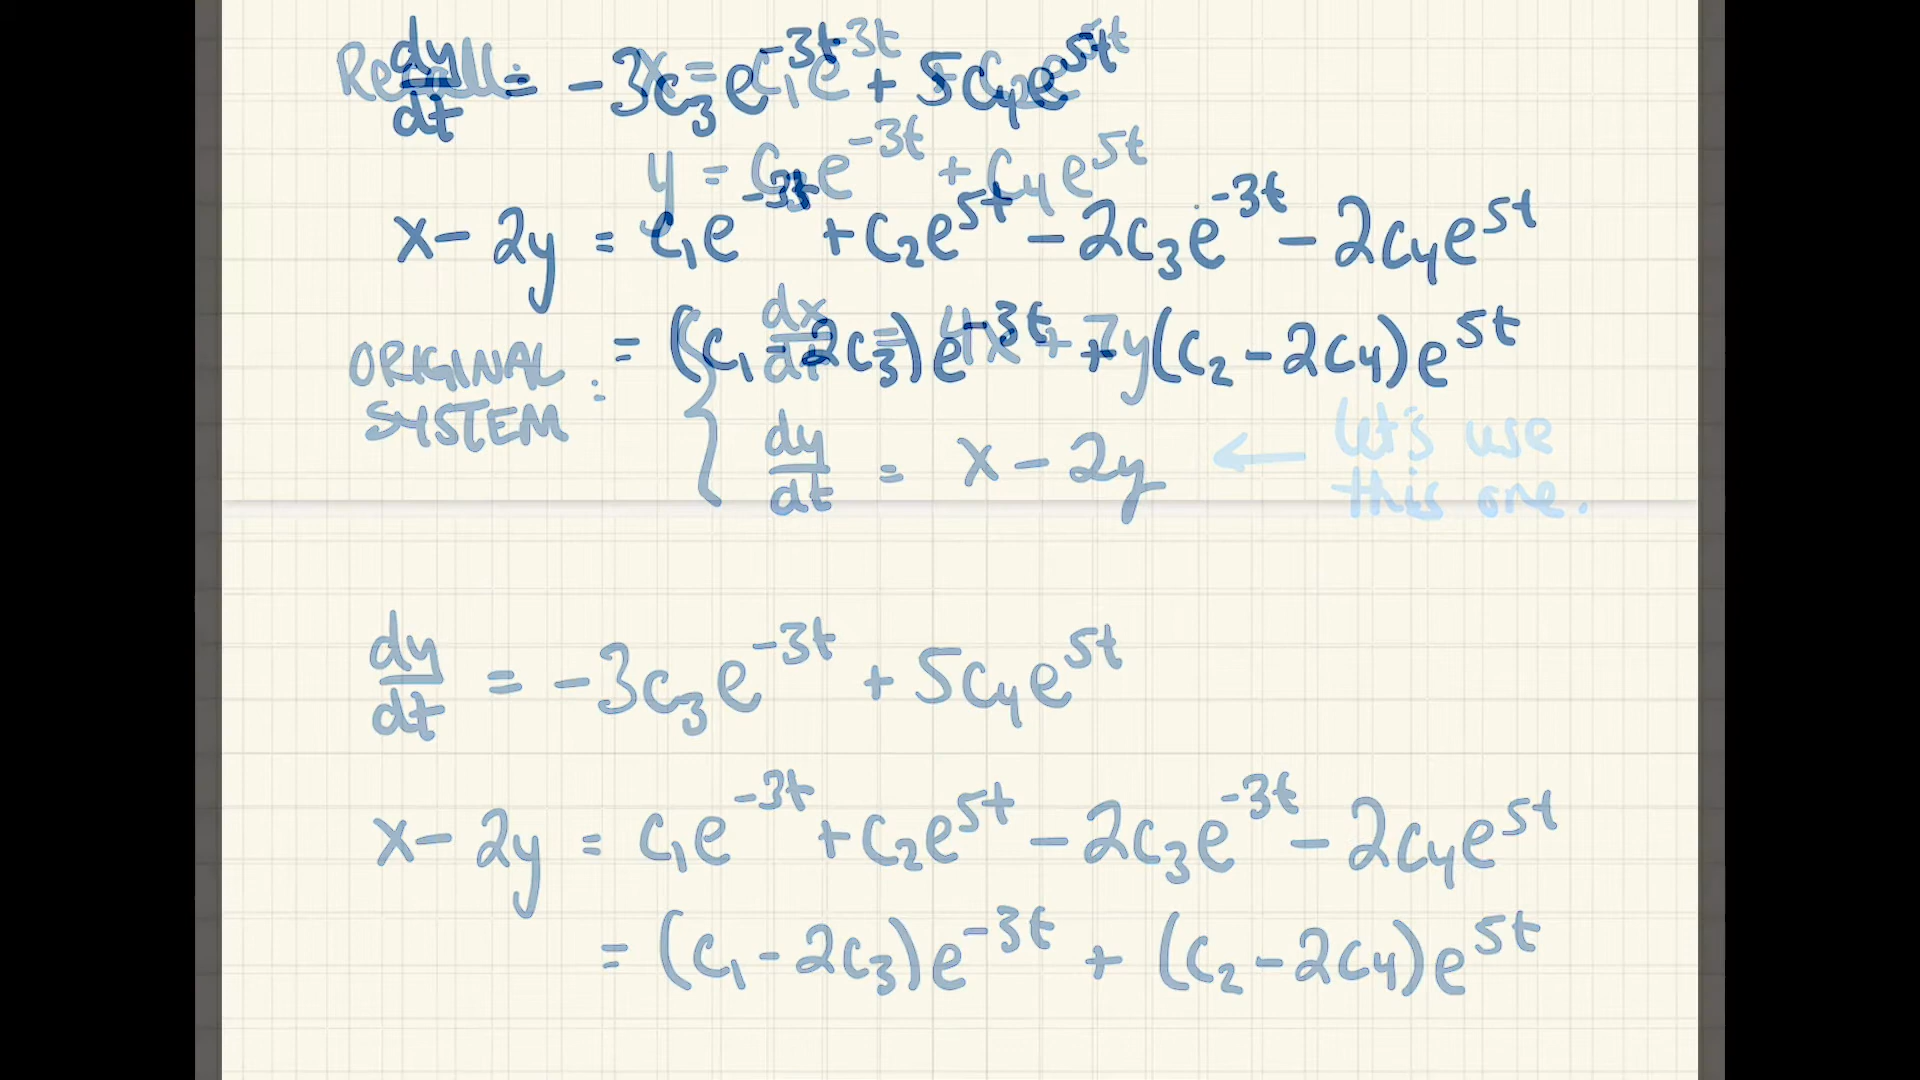 Recall: x = c₁e^-3t + c₂e^5t
dy/dt = -3c₃e^-3t + 5c₄e^5t
y = c₃e^-3t + c₄e^5t
x - 2y = c₁e^-3t + c₂e^5t - 2c₃e^-3t - 2c₄e^5t
= (c₁ - 2c₃)e^-3t + (c₂ - 2c₄)e^5t
ORIGINAL SYSTEM : { dx/dt = 4x + 7y
dy/dt = x - 2y ← let's use this one.
dy/dt = -3c₃e^-3t + 5c₄e^5t
x - 2y = c₁e^-3t + c₂e^5t - 2c₃e^-3t - 2c₄e^5t
= (c₁ - 2c₃)e^-3t + (c₂ - 2c₄)e^5t